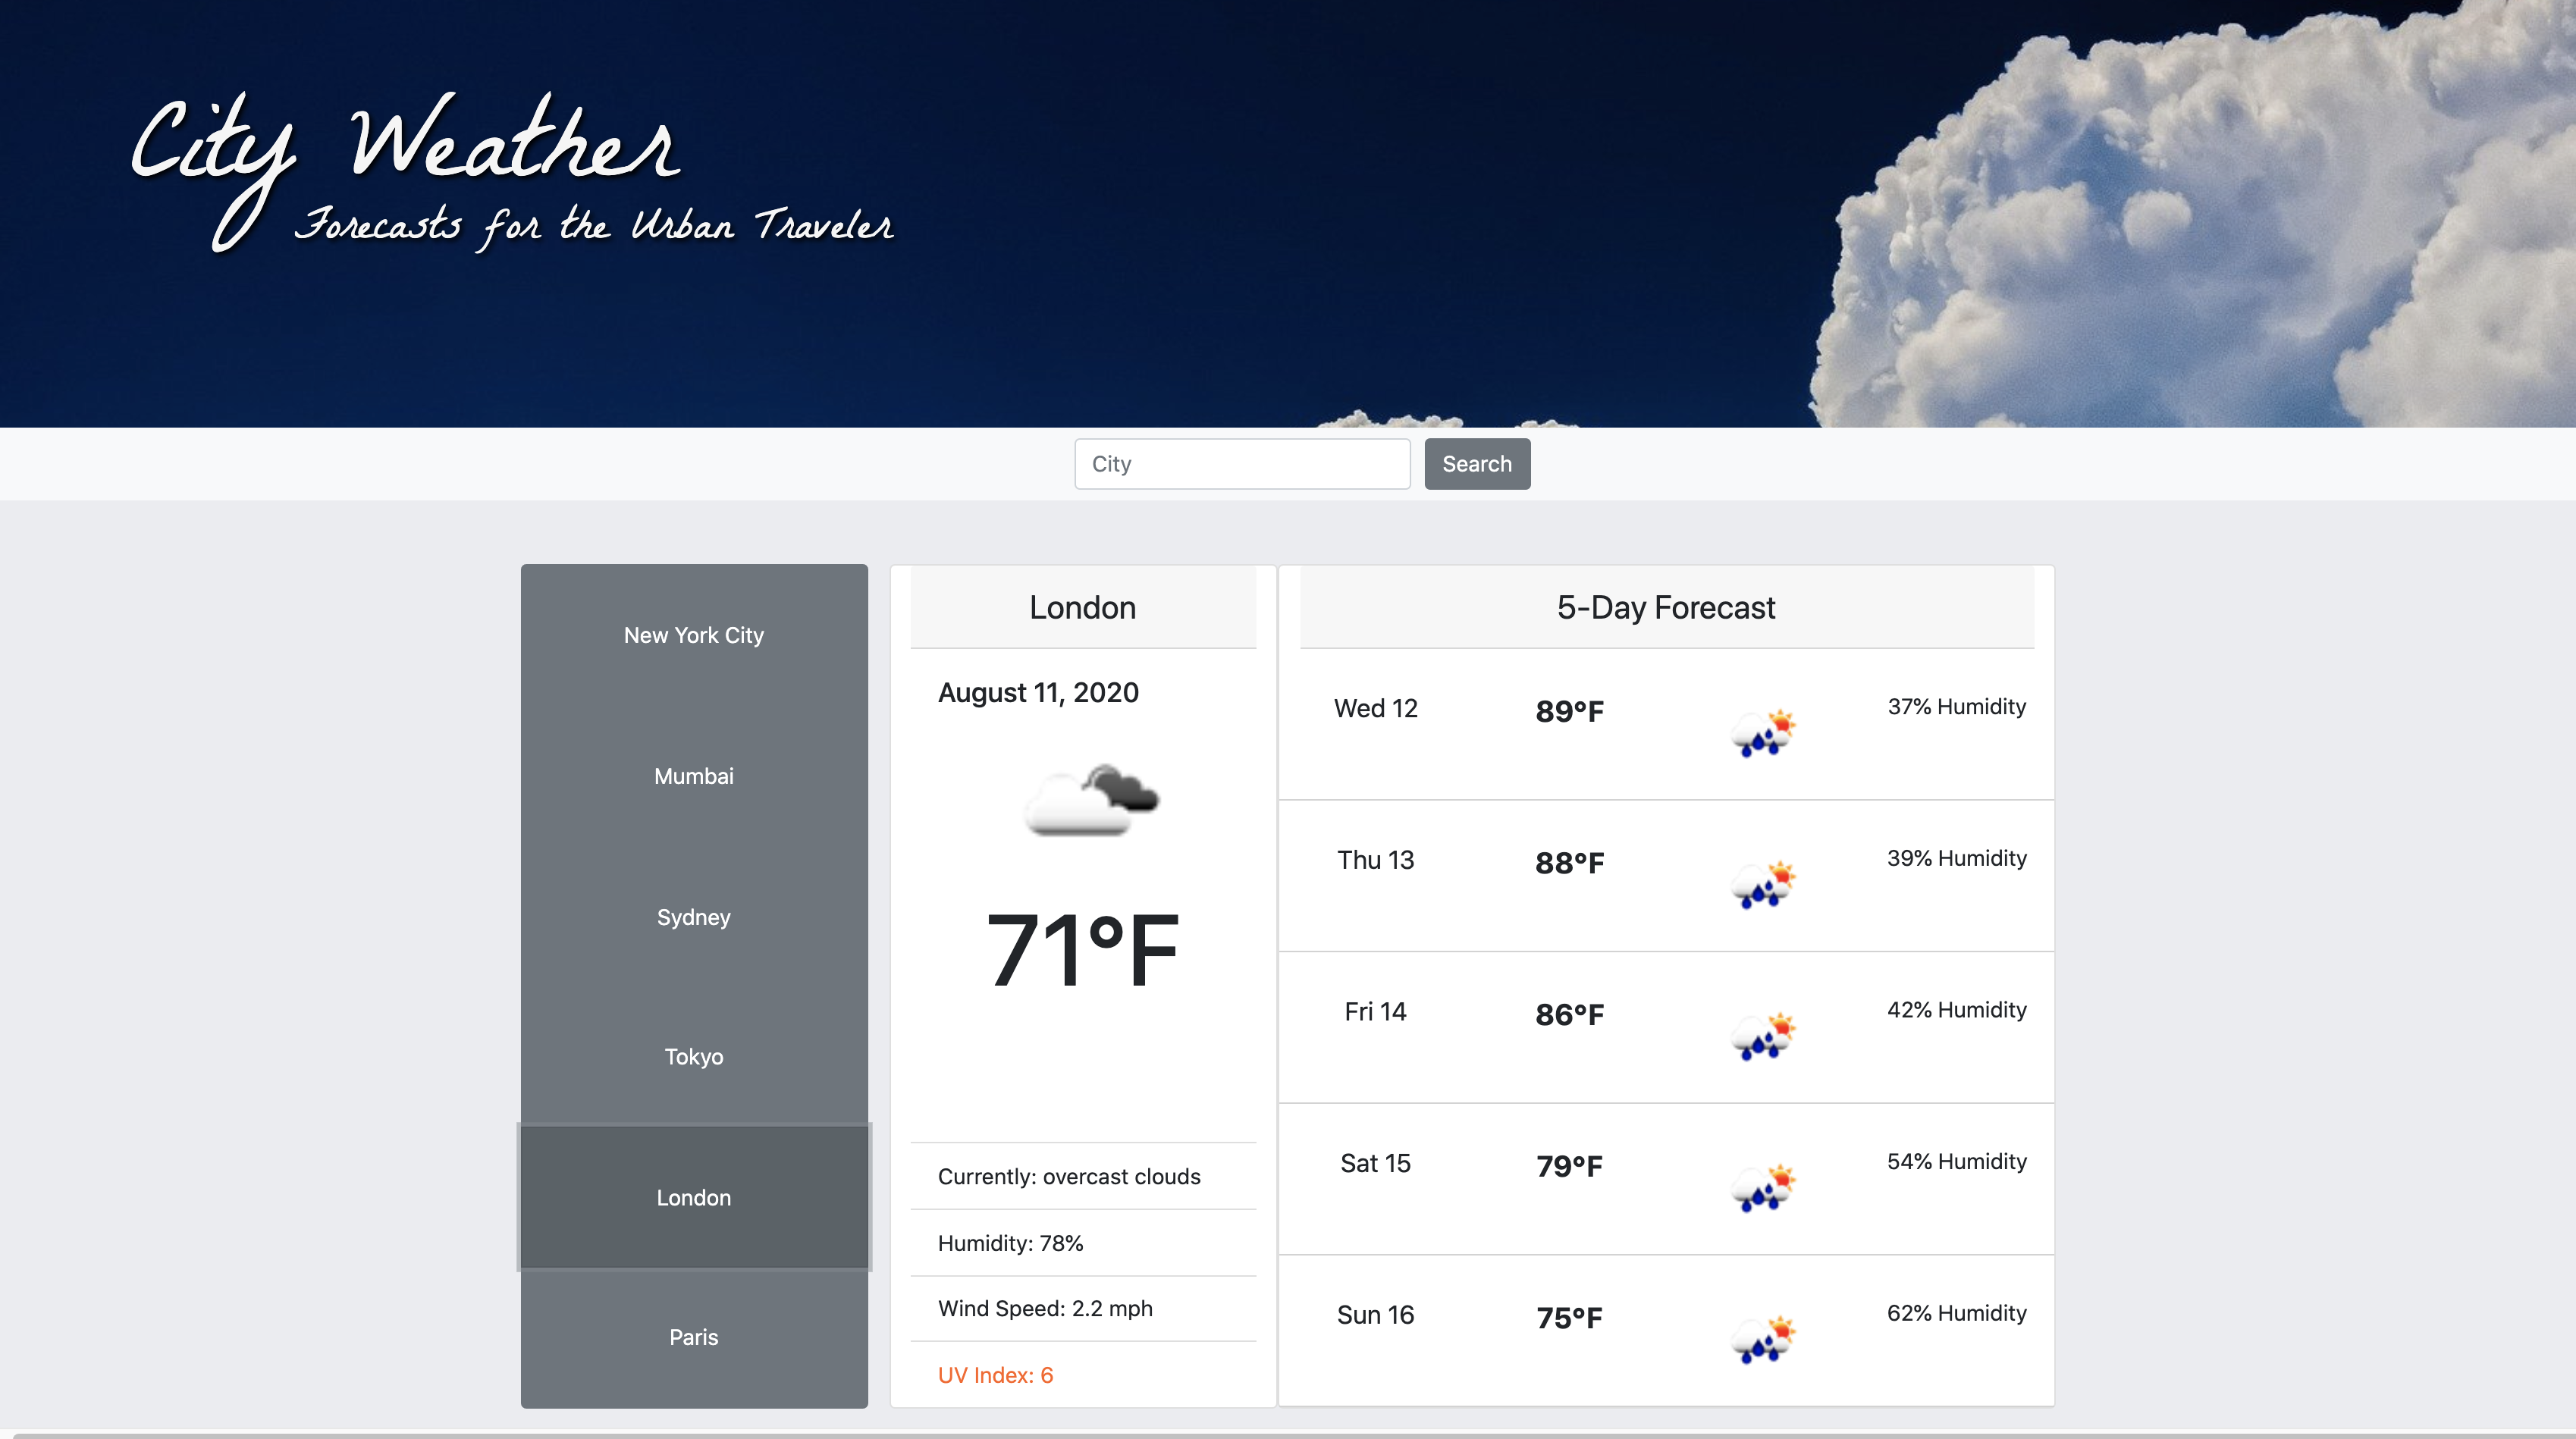 City Weather
Forecasts for the Urban Traveler
City
Search
New York City
Mumbai
Sydney
Tokyo
London
Paris
London
August 11, 2020
71°F
Currently: overcast clouds
Humidity: 78%
Wind Speed: 2.2 mph
UV Index: 6
5-Day Forecast
Wed 12 89°F 37% Humidity
Thu 13 88°F 39% Humidity
Fri 14 86°F 42% Humidity
Sat 15 79°F 54% Humidity
Sun 16 75°F 62% Humidity